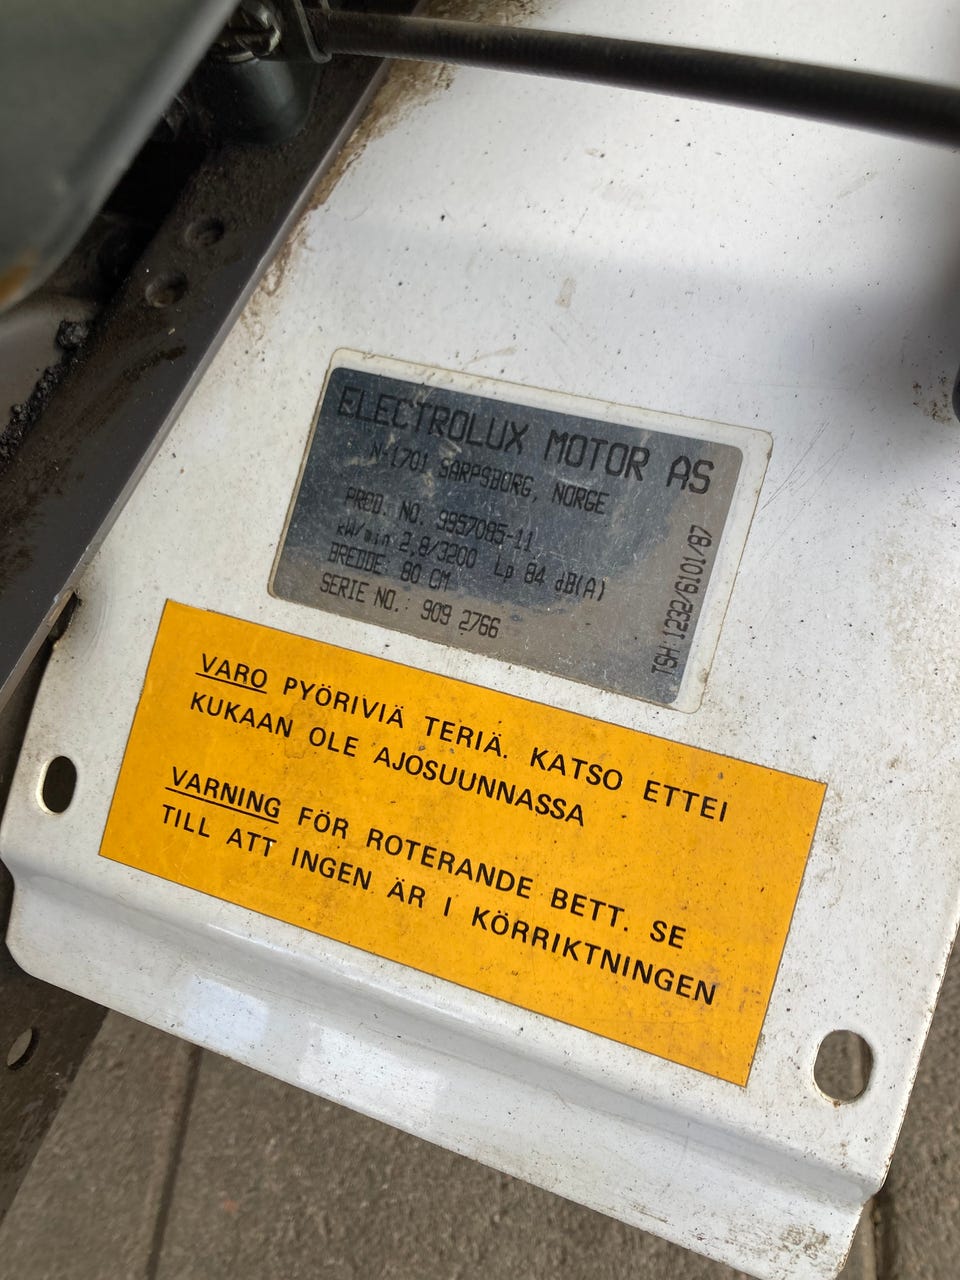 ELECTROLUX MOTOR AS
N-1701 SARPSBORG, NORGE
PROD. NO. 9957085-11
kW/min 2,8/3200 Lp 84 dB(A)
BREDDE: 80 CM
SERIE NO.: 909 2766
TSH:1232/6101/87
VARO PYÖRIVIÄ TERIÄ. KATSO ETTEI
KUKAAN OLE AJOSUUNNASSA
VARNING FÖR ROTERANDE BETT. SE
TILL ATT INGEN ÄR I KÖRRIKTNINGEN